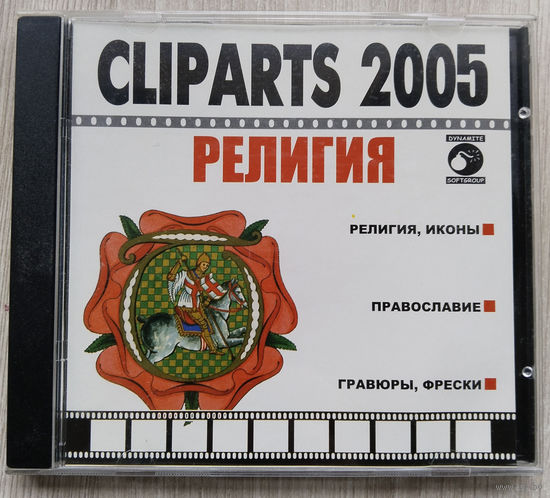 CLIPARTS 2005
РЕЛИГИЯ
DYNAMITE
SOFTGROUP
РЕЛИГИЯ, ИКОНЫ
ПРАВОСЛАВИЕ
ГРАВЮРЫ, ФРЕСКИ